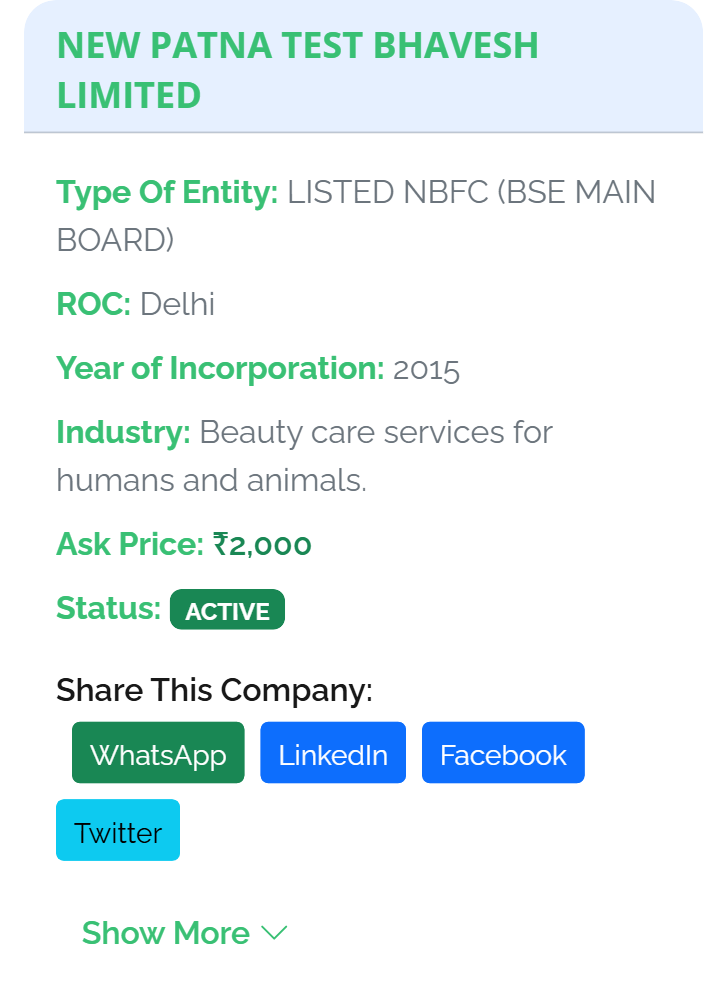 NEW PATNA TEST BHAVESH
LIMITED
Type Of Entity: LISTED NBFC (BSE MAIN
BOARD)
ROC: Delhi
Year of Incorporation: 2015
Industry: Beauty care services for
humans and animals.
Ask Price: ₹2,000
Status: ACTIVE
Share This Company:
WhatsApp LinkedIn Facebook
Twitter
Show More